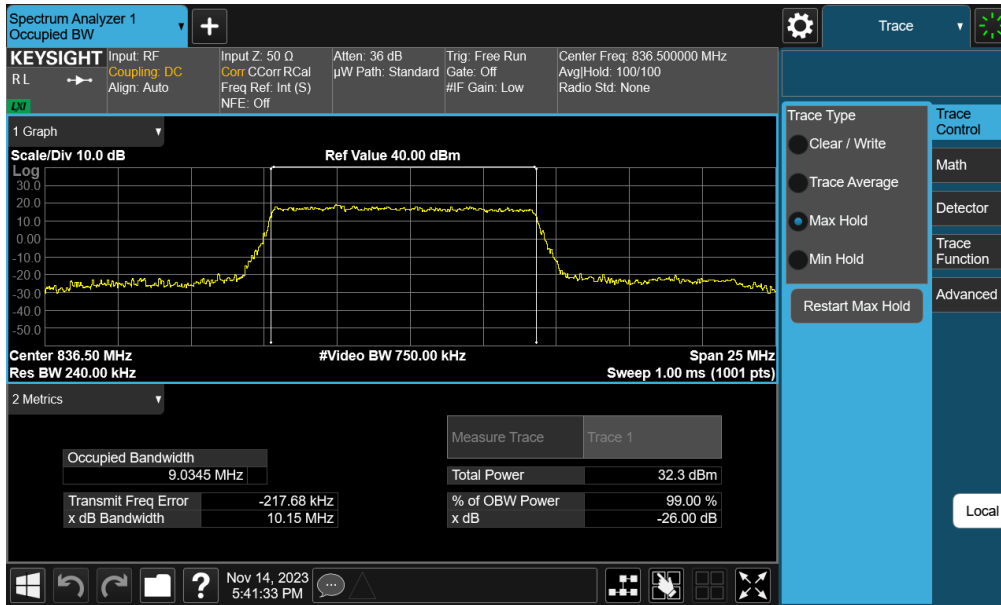 Spectrum Analyzer 1
Occupied BW
+
Trace
KEYSIGHT
R L
LXI
Input: RF
Coupling: DC
Align: Auto
Input Z: 50 Ω
Corr CCorr RCal
Freq Ref: Int (S)
NFE: Off
Atten: 36 dB
µW Path: Standard
Trig: Free Run
Gate: Off
#IF Gain: Low
Center Freq: 836.500000 MHz
Avg|Hold: 100/100
Radio Std: None
1 Graph
Scale/Div 10.0 dB
Ref Value 40.00 dBm
Log
30.0
20.0
10.0
0.00
-10.0
-20.0
-30.0
-40.0
-50.0
Center 836.50 MHz
#Video BW 750.00 kHz
Span 25 MHz
Res BW 240.00 kHz
Sweep 1.00 ms (1001 pts)
2 Metrics
Measure Trace Trace 1
Occupied Bandwidth
9.0345 MHz
Total Power 32.3 dBm
Transmit Freq Error -217.68 kHz
% of OBW Power 99.00 %
x dB Bandwidth 10.15 MHz
x dB -26.00 dB
Trace Type
Clear / Write
Trace Average
Max Hold
Min Hold
Restart Max Hold
Trace
Control
Math
Detector
Trace
Function
Advanced
Local
?
Nov 14, 2023
5:41:33 PM